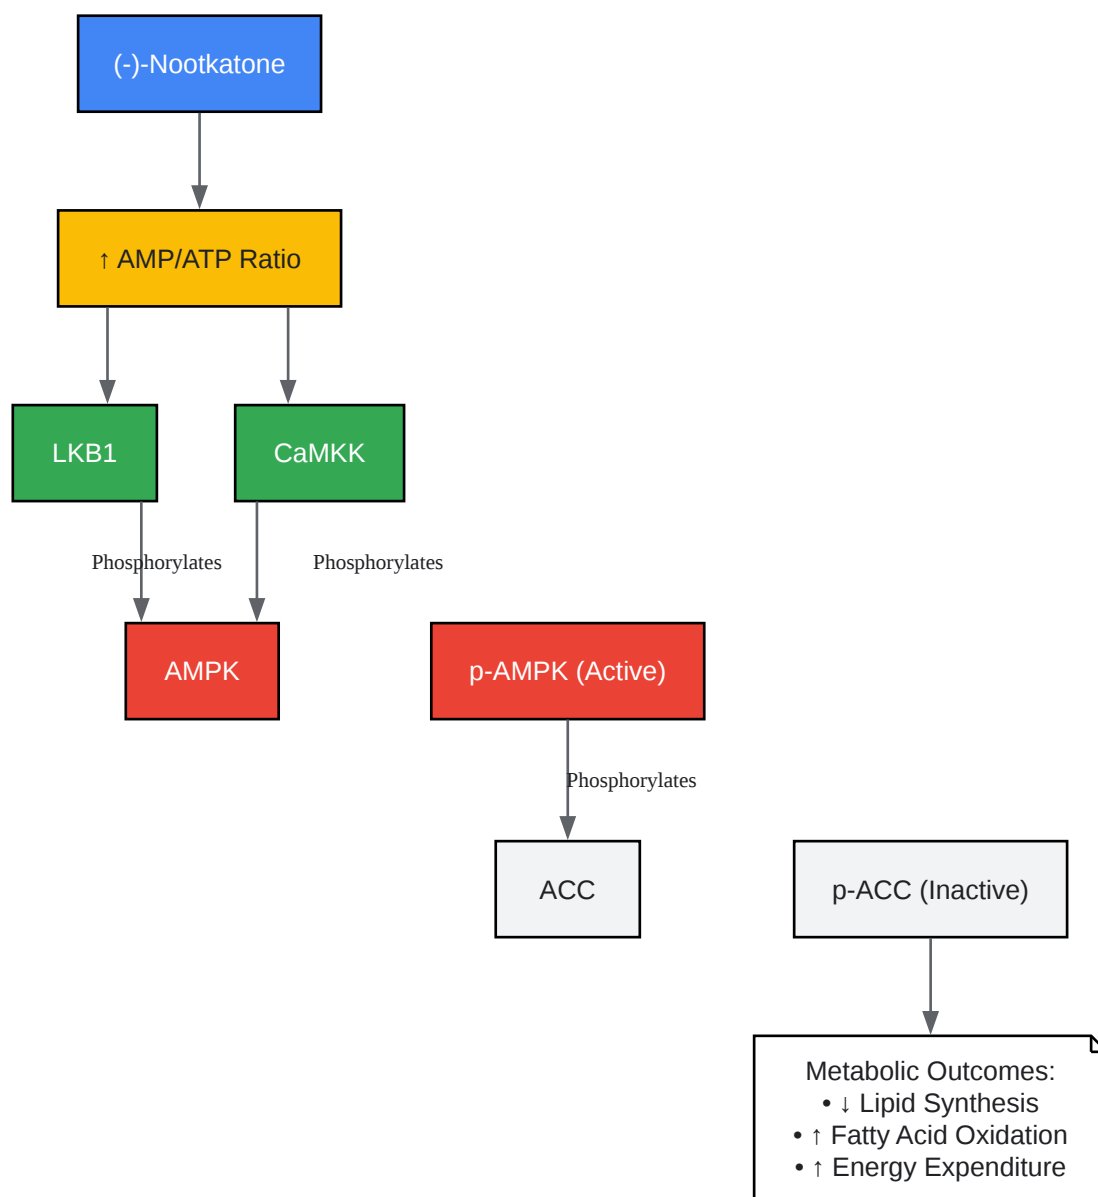 (-)-Nootkatone
↑ AMP/ATP Ratio
LKB1
CaMKK
Phosphorylates
Phosphorylates
AMPK
p-AMPK (Active)
Phosphorylates
ACC
p-ACC (Inactive)
Metabolic Outcomes:
• ↓ Lipid Synthesis
• ↑ Fatty Acid Oxidation
• ↑ Energy Expenditure